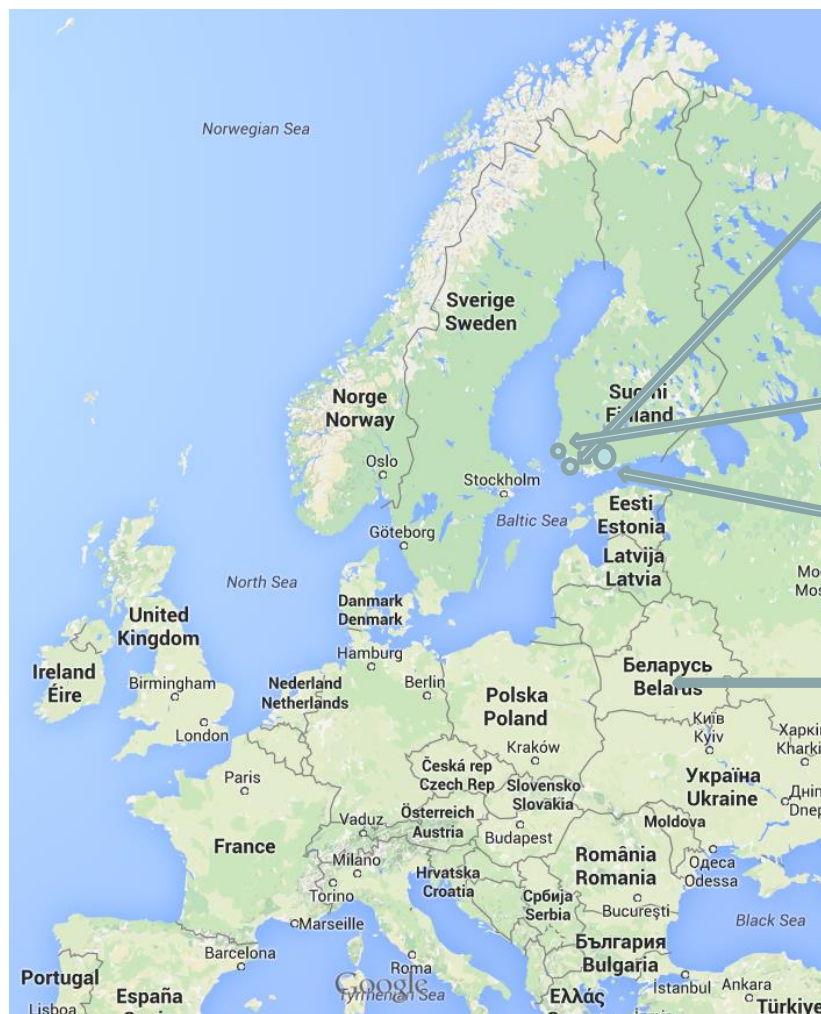 Norwegian Sea
Sverige
Sweden
Norge
Norway
Suomi
Finland
Oslo
Stockholm
Eesti
Estonia
Baltic Sea
Göteborg
Latvija
Latvia
North Sea
Danmark
Denmark
United
Kingdom
Hamburg
Беларусь
Belarus
Ireland
Éire
Birmingham
Nederland
Netherlands
Berlin
Polska
Poland
London
Київ
Kyiv
Kraków
Paris
Česká rep
Czech Rep
Україна
Ukraine
Slovensko
Slovakia
Vaduz
Österreich
Austria
Moldova
Budapest
France
România
Romania
Одеса
Odessa
Milano
Hrvatska
Croatia
Torino
Србија
Serbia
București
Marseille
Black Sea
България
Bulgaria
Barcelona
Roma
Portugal
Google
Tyrrhenian Sea
İstanbul
Ankara
España
Ελλάς
Türkiye
Lisboa